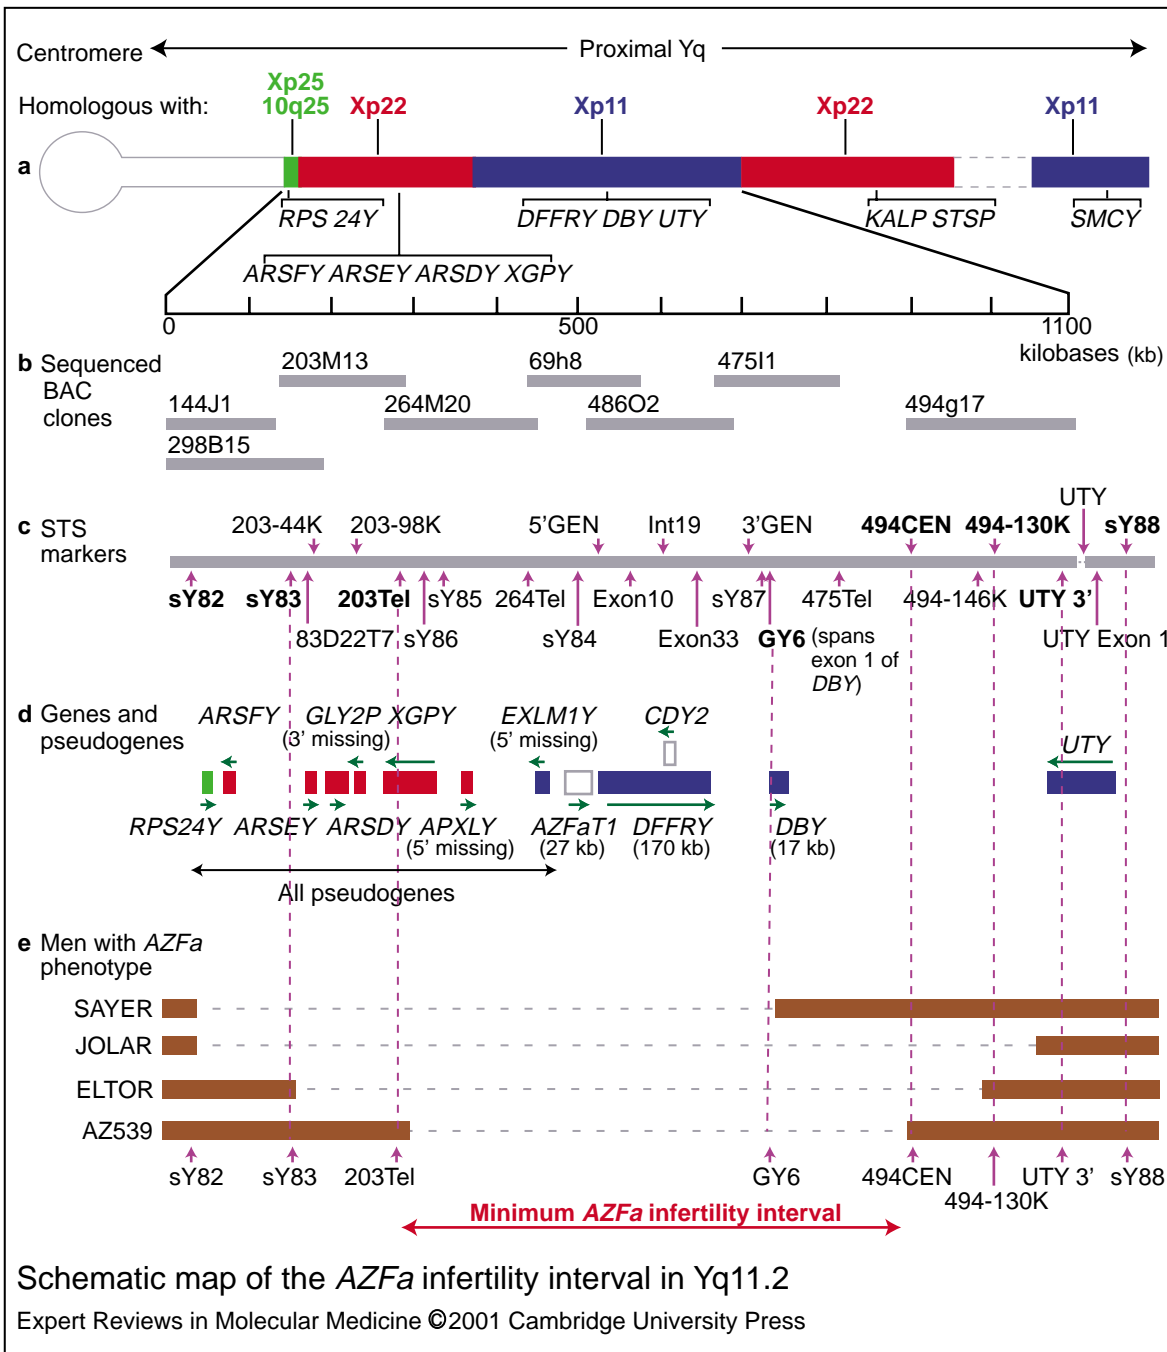 Centromere
Proximal Yq
Homologous with:
Xp25
10q25
Xp22
Xp11
Xp22
Xp11
a
RPS 24Y
DFFRY DBY UTY
KALP STSP
SMCY
ARSFY ARSEY ARSDY XGPY
0
500
1100
kilobases (kb)
b Sequenced
BAC
clones
203M13
69h8
475I1
144J1
264M20
486O2
494g17
298B15
c STS
markers
UTY
203-44K
203-98K
5’GEN
Int19
3’GEN
494CEN
494-130K
sY88
sY82
sY83
203Tel
sY85
264Tel
Exon10
sY87
475Tel
494-146K
UTY 3’
83D22T7
sY86
sY84
Exon33
GY6
(spans
exon 1 of
DBY)
UTY Exon 1
d Genes and
pseudogenes
ARSFY
GLY2P
(3’ missing)
XGPY
EXLM1Y
(5’ missing)
CDY2
UTY
RPS24Y
ARSEY
ARSDY
APXLY
(5’ missing)
AZFaT1
(27 kb)
DFFRY
(170 kb)
DBY
(17 kb)
All pseudogenes
e Men with AZFa
phenotype
SAYER
JOLAR
ELTOR
AZ539
sY82
sY83
203Tel
GY6
494CEN
494-130K
UTY 3’
sY88
Minimum AZFa infertility interval
Schematic map of the AZFa infertility interval in Yq11.2
Expert Reviews in Molecular Medicine ©2001 Cambridge University Press